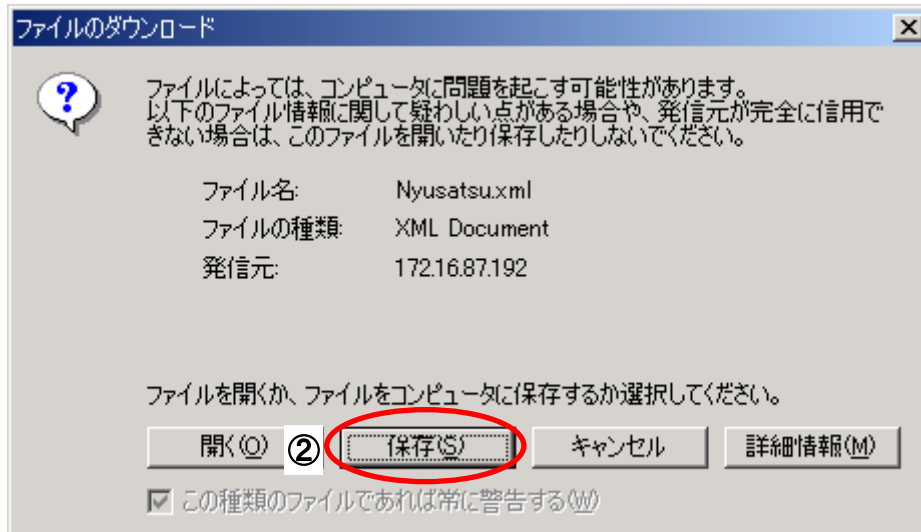 ファイルのダウンロード
ファイルによっては、コンピュータに問題を起こす可能性があります。
以下のファイル情報に関して疑わしい点がある場合や、発信元が完全に信用で
きない場合は、このファイルを開いたり保存したりしないでください。
ファイル名: Nyusatsu.xml
ファイルの種類: XML Document
発信元: 172.16.87.192
ファイルを開くか、ファイルをコンピュータに保存するか選択してください。
開く(O) ② 保存(S) キャンセル 詳細情報(M)
この種類のファイルであれば常に警告する(W)